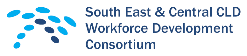 South East & Central CLD
Workforce Development
Consortium